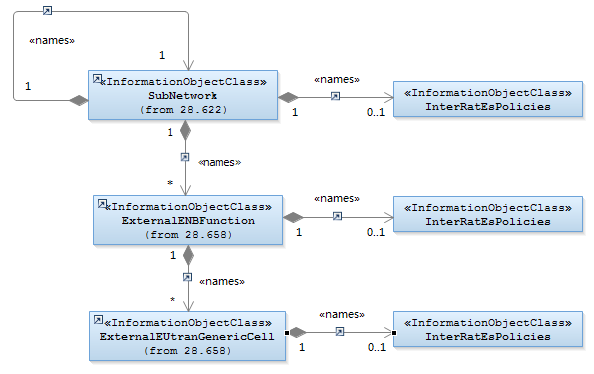 «names»
1
1
«InformationObjectClass»
SubNetwork
(from 28.622)
«names»
1
0..1
«InformationObjectClass»
InterRatEsPolicies
1
«names»
*
«InformationObjectClass»
ExternalENBFunction
(from 28.658)
«names»
1
0..1
«InformationObjectClass»
InterRatEsPolicies
1
«names»
*
«InformationObjectClass»
ExternalEUtranGenericCell
(from 28.658)
«names»
1
0..1
«InformationObjectClass»
InterRatEsPolicies